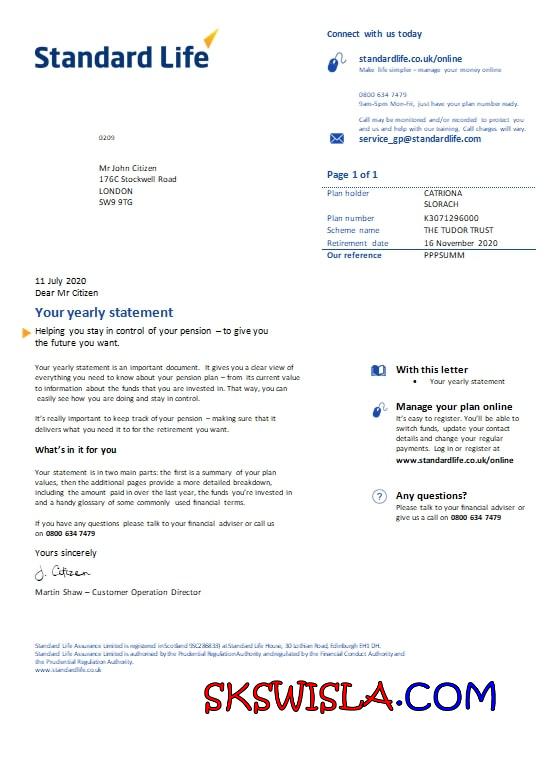 Standard Life
Connect with us today
standardlife.co.uk/online
Make life simpler – manage your money online
0800 634 7479
9am-5pm Mon-Fri, just have your plan number ready.
Call may be monitored and/or recorded to protect you
and us and help with our training. Call charges will vary.
service_gp@standardlife.com
0209
Mr John Citizen
176C Stockwell Road
LONDON
SW9 9TG
Page 1 of 1
Plan holder CATRIONA
SLORACH
Plan number K3071296000
Scheme name THE TUDOR TRUST
Retirement date 16 November 2020
Our reference PPPSUMM
11 July 2020
Dear Mr Citizen
Your yearly statement
Helping you stay in control of your pension – to give you
the future you want.
Your yearly statement is an important document. It gives you a clear view of
everything you need to know about your pension plan – from its current value
to information about the funds that you are invested in. That way, you can
easily see how you are doing and stay in control.
It's really important to keep track of your pension – making sure that it
delivers what you need it to for the retirement you want.
What's in it for you
Your statement is in two main parts: the first is a summary of your plan
values, then the additional pages provide a more detailed breakdown,
including the amount paid in over the last year, the funds you're invested in
and a handy glossary of some commonly used financial terms.
If you have any questions please talk to your financial adviser or call us
on 0800 634 7479
Yours sincerely
J. Citizen
Martin Shaw – Customer Operation Director
With this letter
• Your yearly statement
Manage your plan online
It's easy to register. You'll be able to
switch funds, update your contact
details and change your regular
payments. Log in or register at
www.standardlife.co.uk/online
? Any questions?
Please talk to your financial adviser or
give us a call on 0800 634 7479
Standard Life Assurance Limited is registered in Scotland (SC286833) at Standard Life House, 30 Lothian Road, Edinburgh EH1 DH.
Standard Life Assurance Limited is authorised by the Prudential Regulation Authority and regulated by the Financial Conduct Authority and
the Prudential Regulation Authority.
www.standardlife.co.uk
SKSWISLA.COM